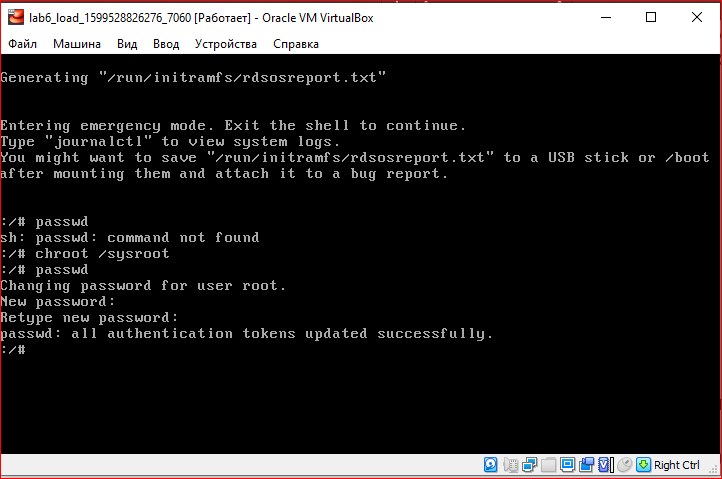 lab6_load_1599528826276_7060 [Работает] - Oracle VM VirtualBox
Файл Машина Вид Ввод Устройства Справка
Generating "/run/initramfs/rdsosreport.txt"
Entering emergency mode. Exit the shell to continue.
Type "journalctl" to view system logs.
You might want to save "/run/initramfs/rdsosreport.txt" to a USB stick or /boot
after mounting them and attach it to a bug report.
:/# passwd
sh: passwd: command not found
:/# chroot /sysroot
:/# passwd
Changing password for user root.
New password:
Retype new password:
passwd: all authentication tokens updated successfully.
:/#
Right Ctrl